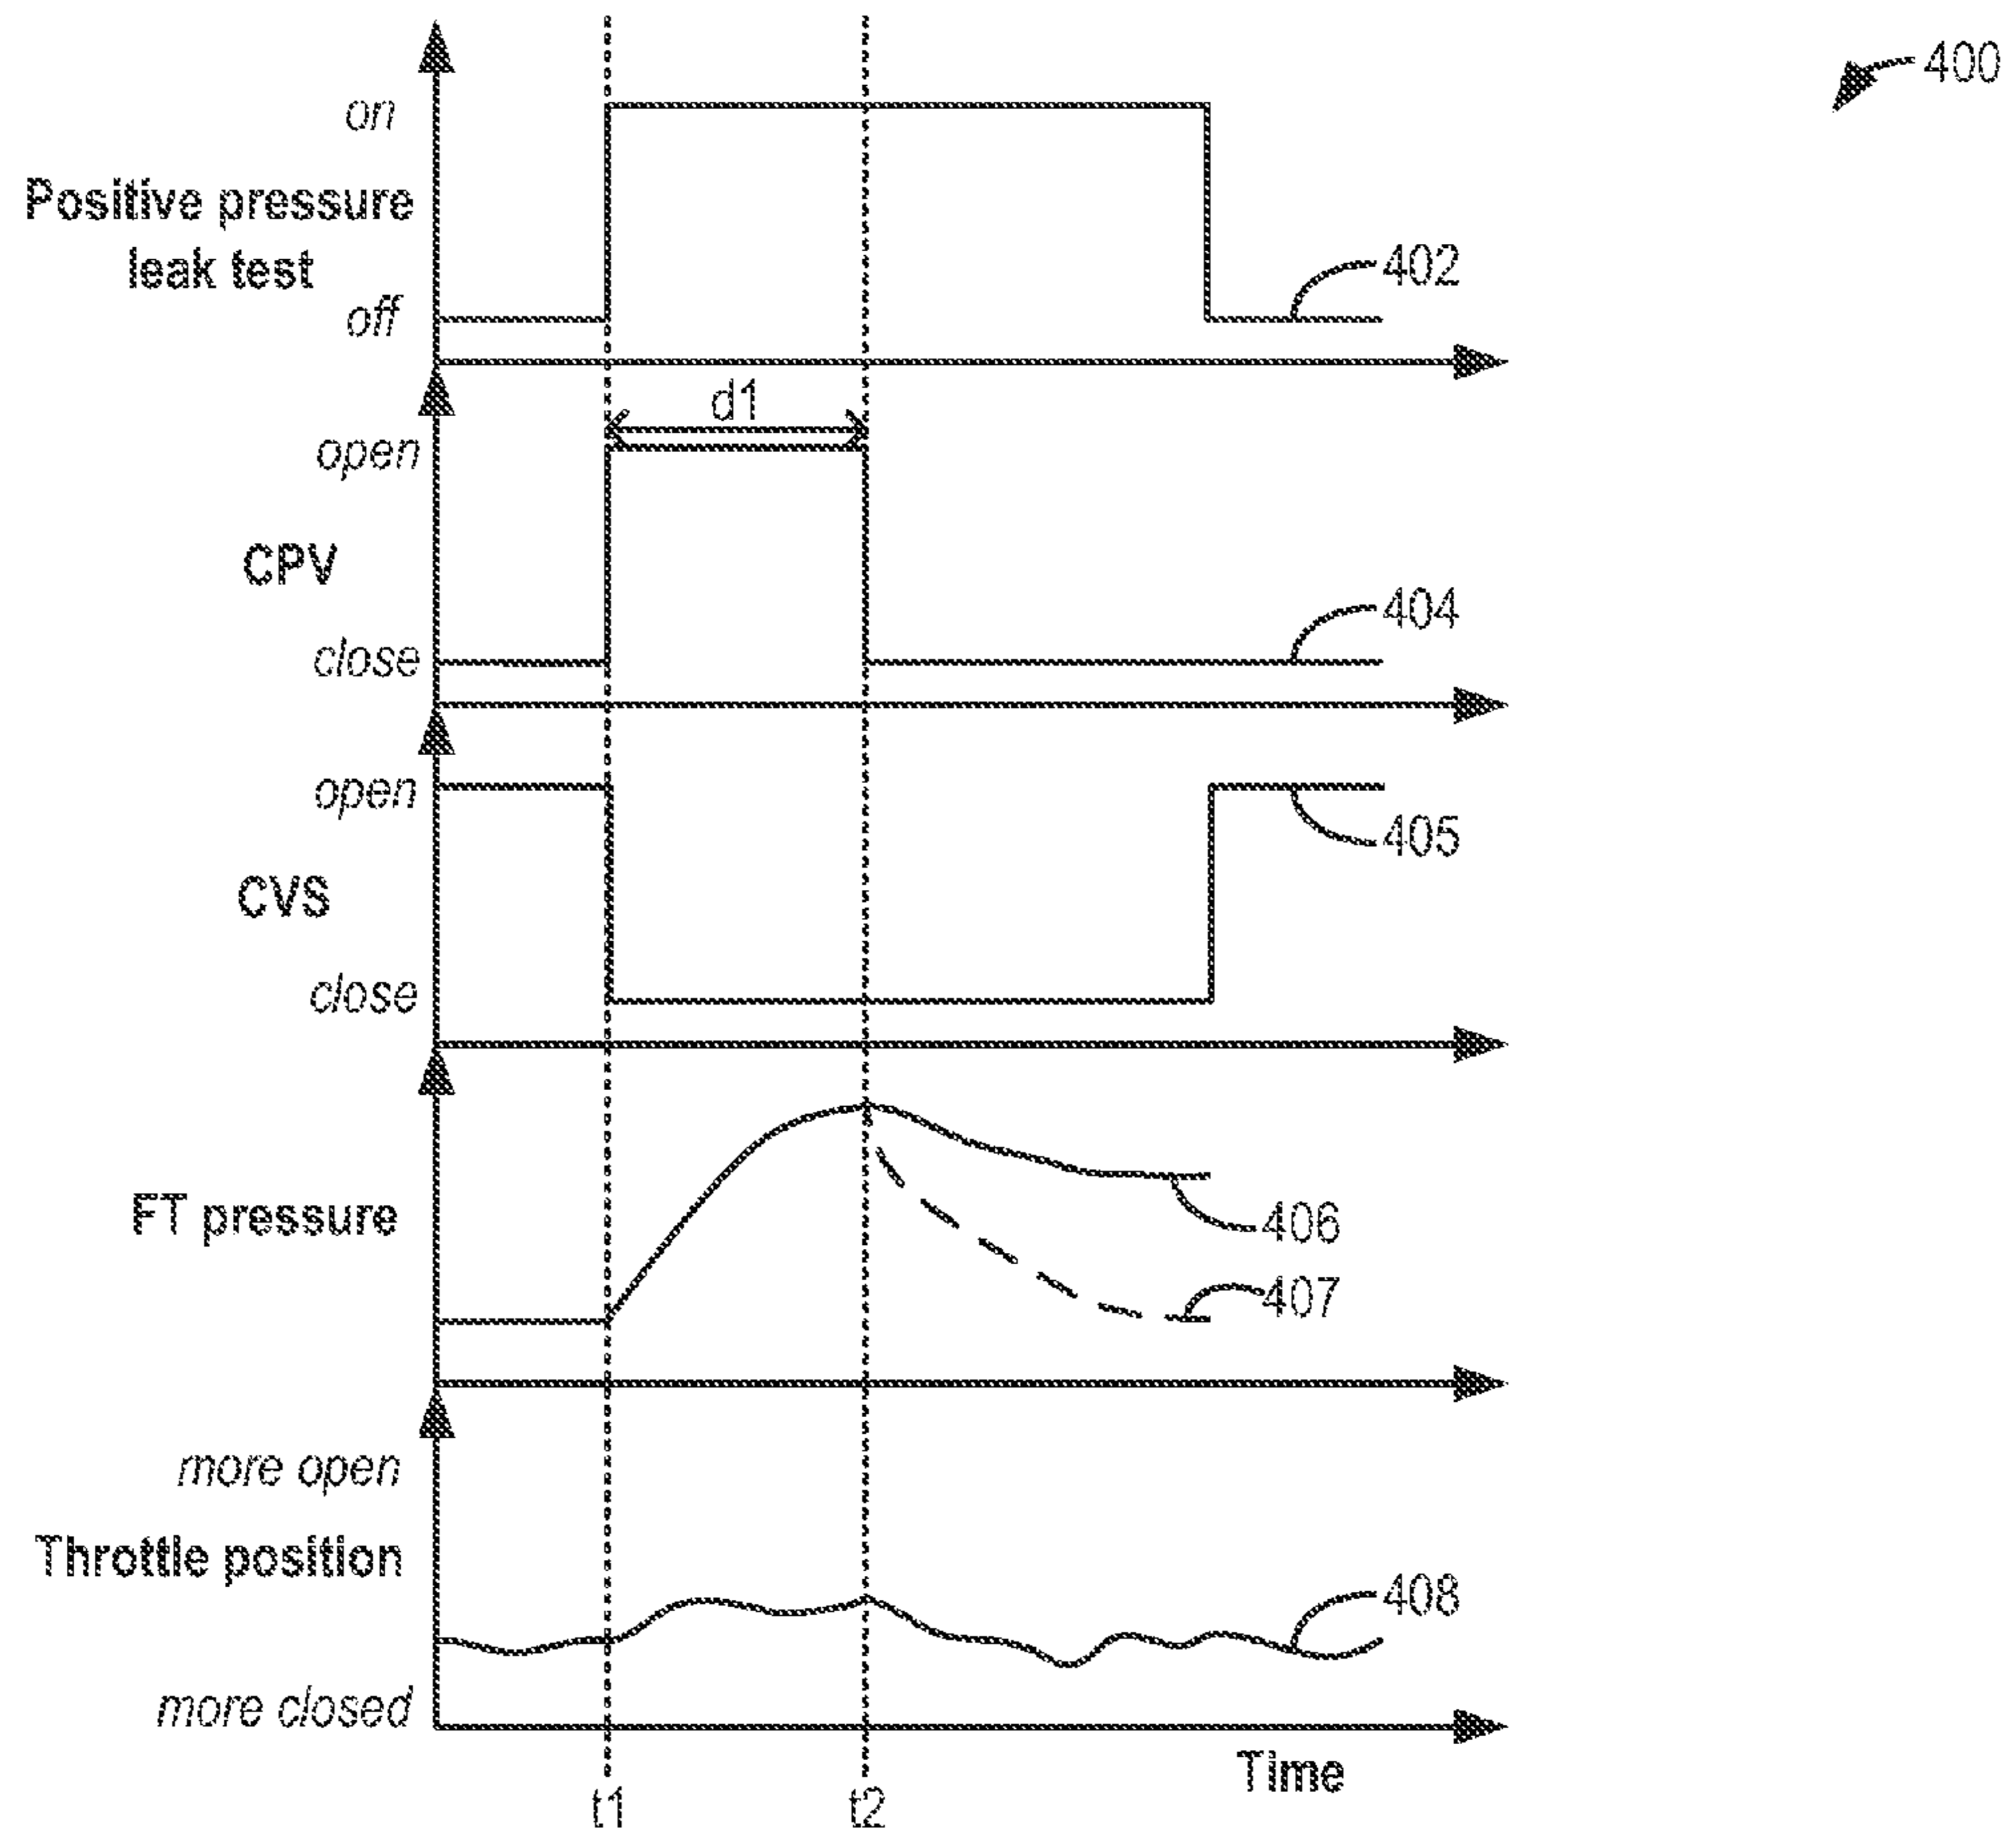 400
on
Positive pressure
leak test
off
402
d1
open
CPV
close
404
open
CVS
close
405
FT pressure
406
407
more open
Throttle position
more closed
408
Time
t1
t2